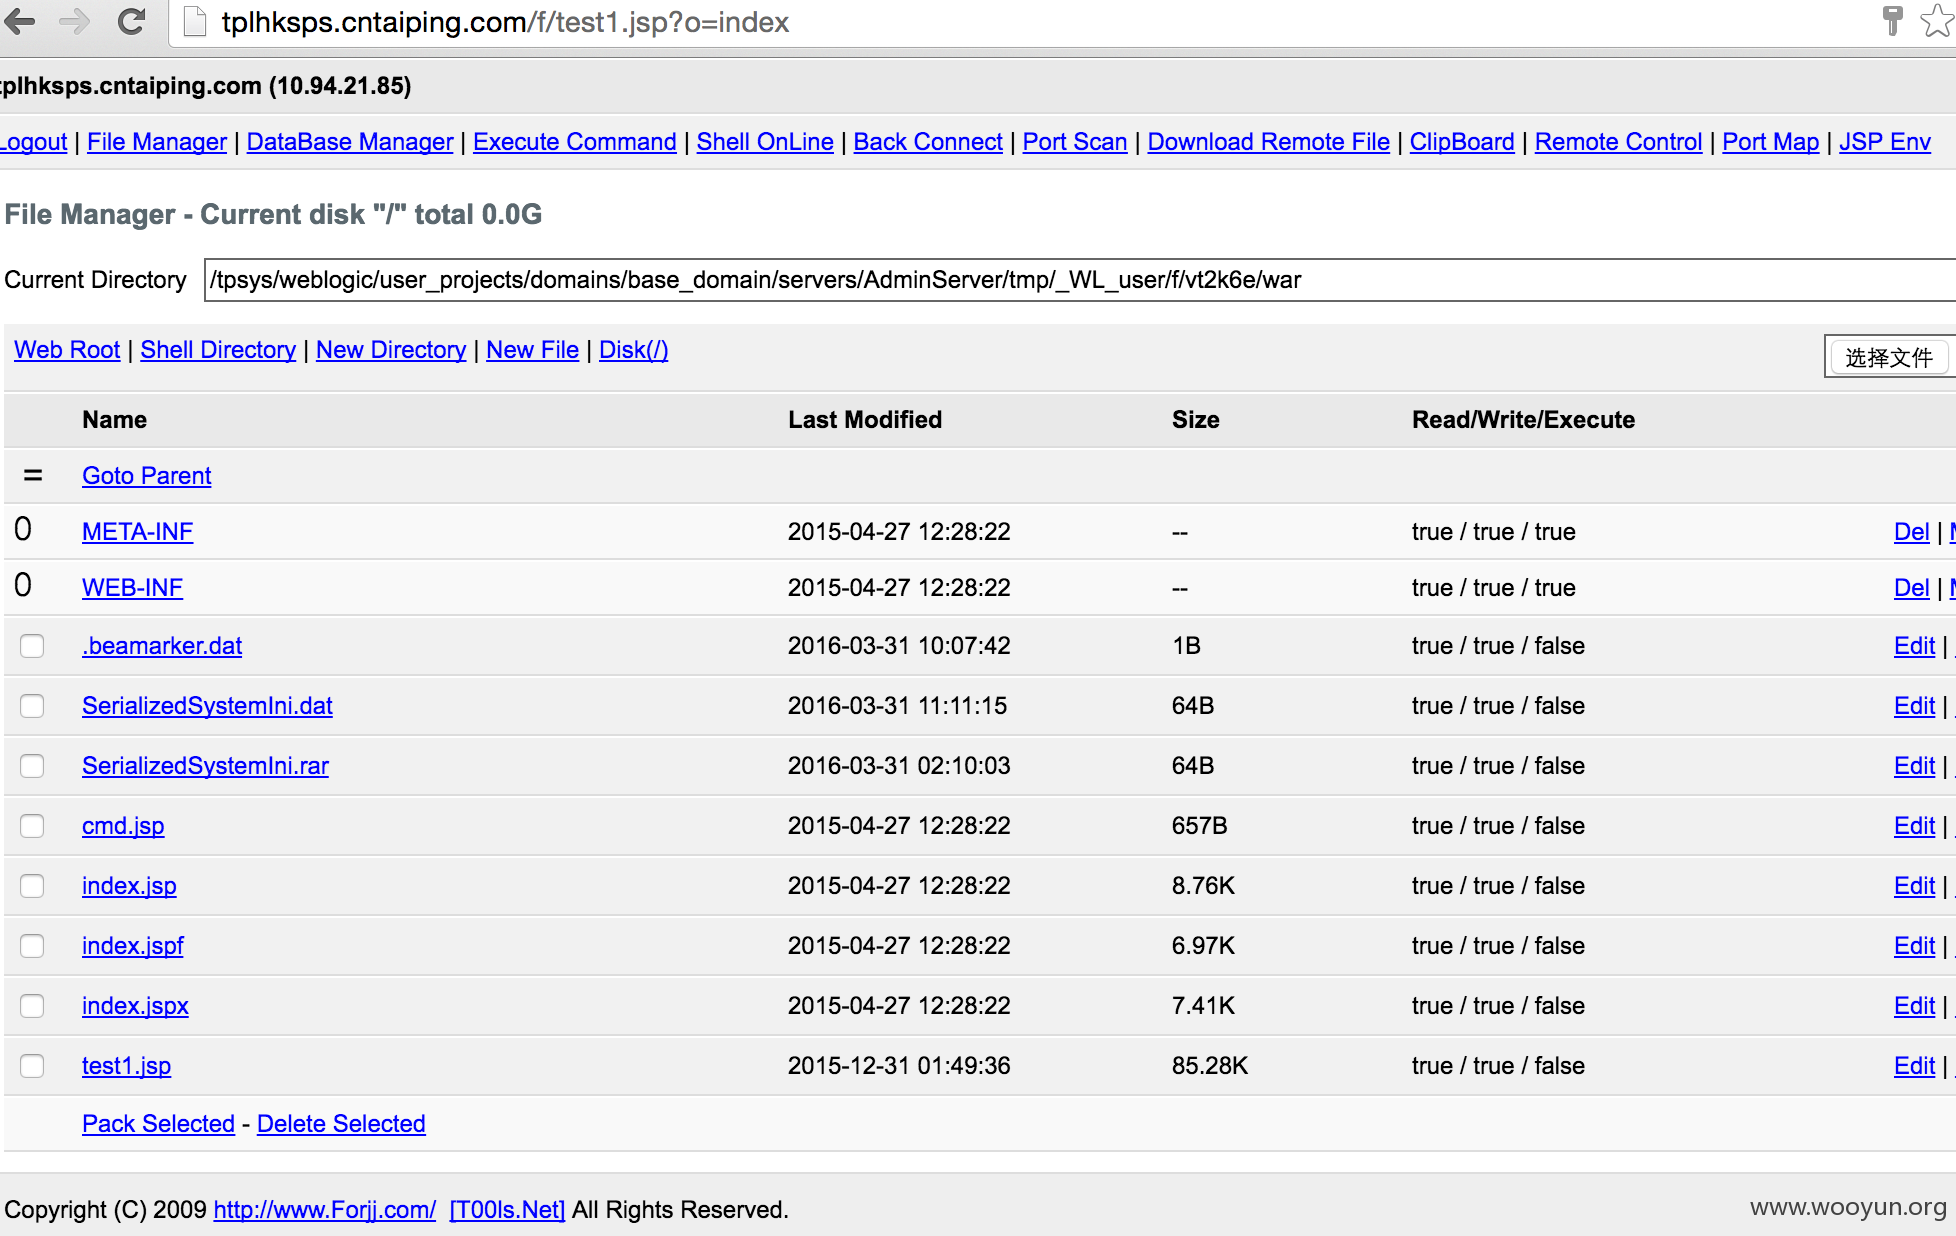 tplhksps.cntaiping.com/f/test1.jsp?o=index
tplhksps.cntaiping.com (10.94.21.85)
Logout | File Manager | DataBase Manager | Execute Command | Shell OnLine | Back Connect | Port Scan | Download Remote File | ClipBoard | Remote Control | Port Map | JSP Env
File Manager - Current disk "/" total 0.0G
Current Directory /tpsys/weblogic/user_projects/domains/base_domain/servers/AdminServer/tmp/_WL_user/f/vt2k6e/war
Web Root | Shell Directory | New Directory | New File | Disk(/) 选择文件
Name Last Modified Size Read/Write/Execute
= Goto Parent
0 META-INF 2015-04-27 12:28:22 -- true / true / true Del |
0 WEB-INF 2015-04-27 12:28:22 -- true / true / true Del |
.beamarker.dat 2016-03-31 10:07:42 1B true / true / false Edit |
SerializedSystemIni.dat 2016-03-31 11:11:15 64B true / true / false Edit |
SerializedSystemIni.rar 2016-03-31 02:10:03 64B true / true / false Edit |
cmd.jsp 2015-04-27 12:28:22 657B true / true / false Edit |
index.jsp 2015-04-27 12:28:22 8.76K true / true / false Edit |
index.jspf 2015-04-27 12:28:22 6.97K true / true / false Edit |
index.jspx 2015-04-27 12:28:22 7.41K true / true / false Edit |
test1.jsp 2015-12-31 01:49:36 85.28K true / true / false Edit |
Pack Selected - Delete Selected
Copyright (C) 2009 http://www.Forjj.com/ [T00ls.Net] All Rights Reserved.
www.wooyun.org